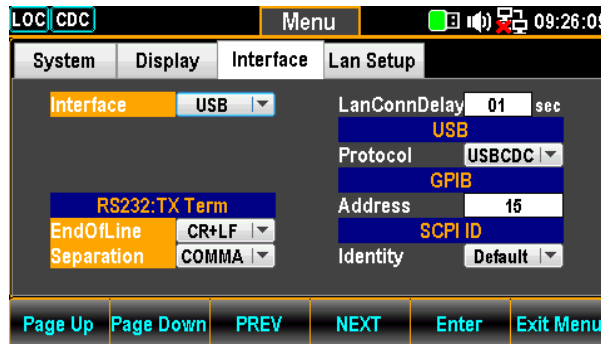 LOC CDC Menu 09:26:09
System Display Interface Lan Setup
Interface USB
LanConnDelay 01 sec
USB
Protocol USBCDC
GPIB
RS232:TX Term
Address 15
EndOfLine CR+LF
SCPI ID
Separation COMMA
Identity Default
Page Up Page Down PREV NEXT Enter Exit Menu